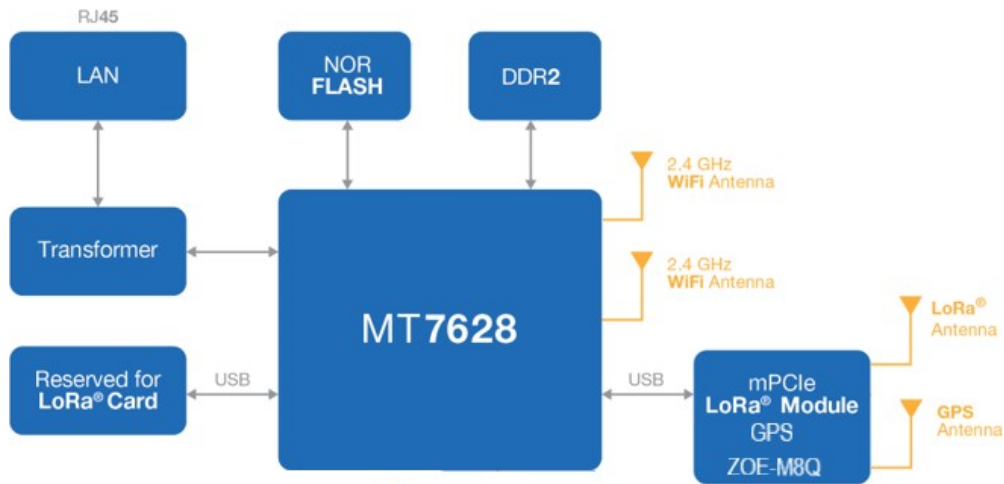 RJ45
LAN
NOR
FLASH
DDR2
2.4 GHz
WiFi Antenna
Transformer
2.4 GHz
WiFi Antenna
MT7628
LoRa®
Antenna
Reserved for
LoRa® Card
USB
USB
mPCIe
LoRa® Module
GPS
ZOE-M8Q
GPS
Antenna